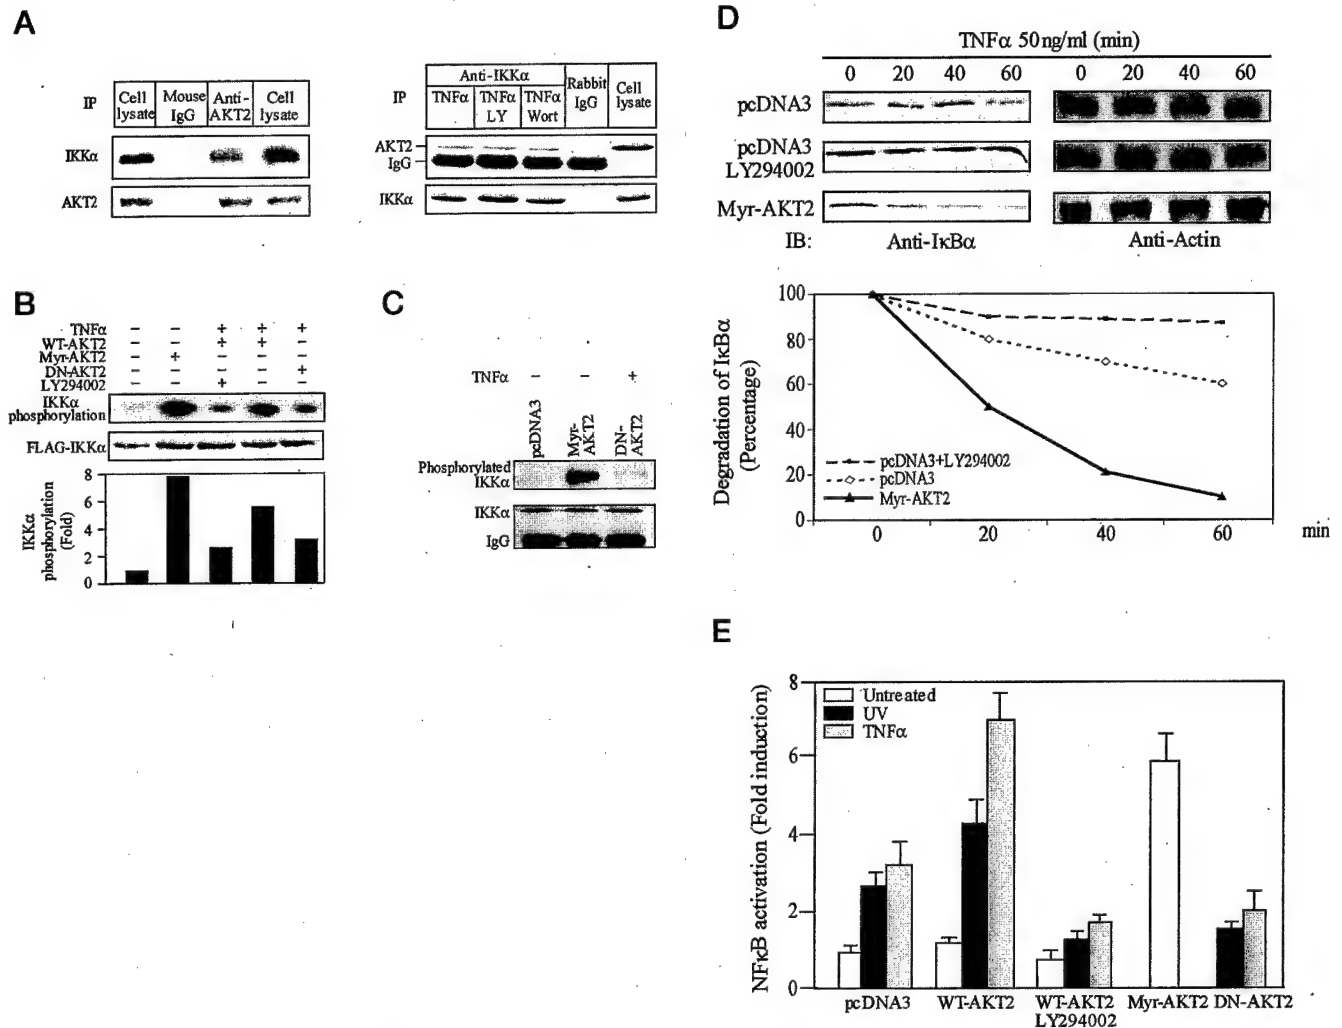 A
IP
Cell lysate
Mouse IgG
Anti-AKT2
Cell lysate
IKKα
AKT2
IP
Anti-IKKα
TNFα
TNFα LY
TNFα Wort
Rabbit IgG
Cell lysate
AKT2
IgG
IKKα
B
TNFα − − + + +
WT-AKT2 − − + + −
Myr-AKT2 − + − − −
DN-AKT2 − − − − +
LY294002 − − + − −
IKKα
phosphorylation
FLAG-IKKα
IKKα
phosphorylation
(Fold)
8
6
4
2
0
C
TNFα − − +
pcDNA3
Myr-AKT2
DN-AKT2
Phosphorylated
IKKα
IKKα
IgG
D
TNFα 50ng/ml (min)
0 20 40 60 0 20 40 60
pcDNA3
pcDNA3
LY294002
Myr-AKT2
IB: Anti-IκBα Anti-Actin
Degradation of IκBα
(Percentage)
100
80
60
40
20
0
pcDNA3+LY294002
pcDNA3
Myr-AKT2
0 20 40 60 min
E
NFκB activation (Fold induction)
8
6
4
2
0
Untreated
UV
TNFα
pcDNA3
WT-AKT2
WT-AKT2
LY294002
Myr-AKT2
DN-AKT2